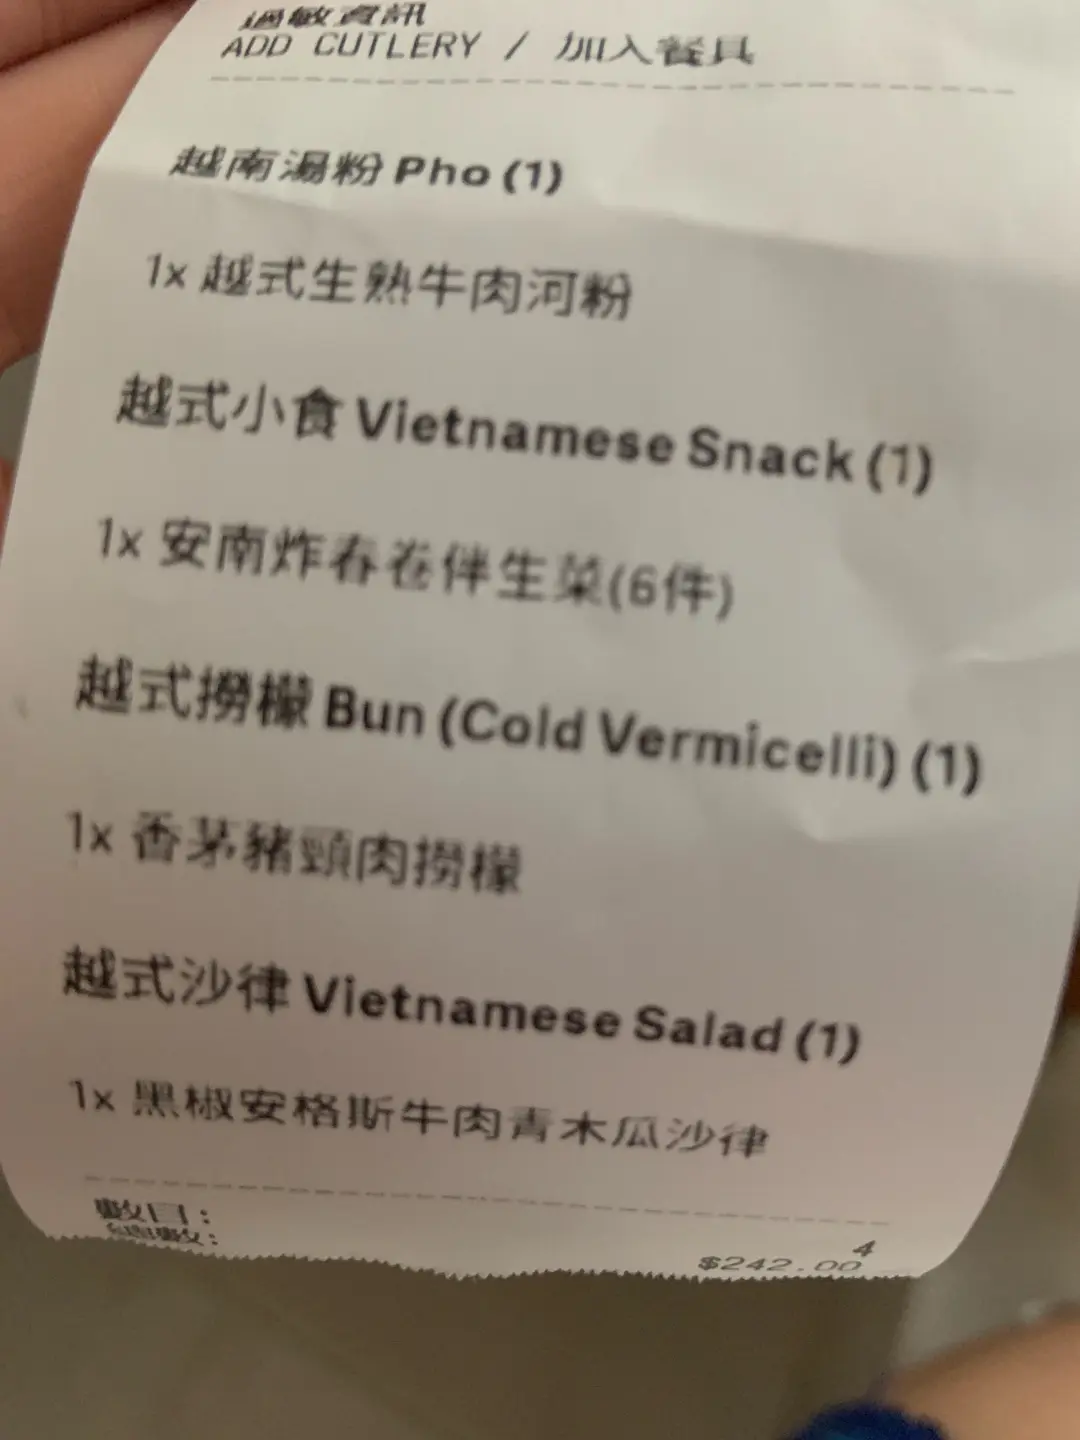 過敏資訊
ADD CUTLERY / 加入餐具
越南湯粉 Pho (1)
1x 越式生熟牛肉河粉
越式小食 Vietnamese Snack (1)
1x 安南炸春卷伴生菜(6件)
越式撈檬 Bun (Cold Vermicelli) (1)
1x 香茅豬頸肉撈檬
越式沙律 Vietnamese Salad (1)
1x 黑椒安格斯牛肉青木瓜沙律
數目: 4
總數: $242.00